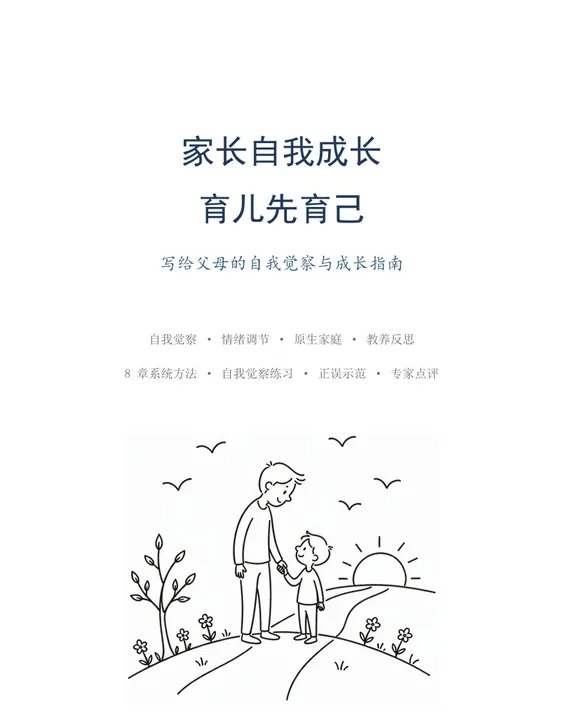 家长自我成长
育儿先育己
写给父母的自我觉察与成长指南
自我觉察 • 情绪调节 • 原生家庭 • 教养反思
8 章系统方法 • 自我觉察练习 • 正误示范 • 专家点评